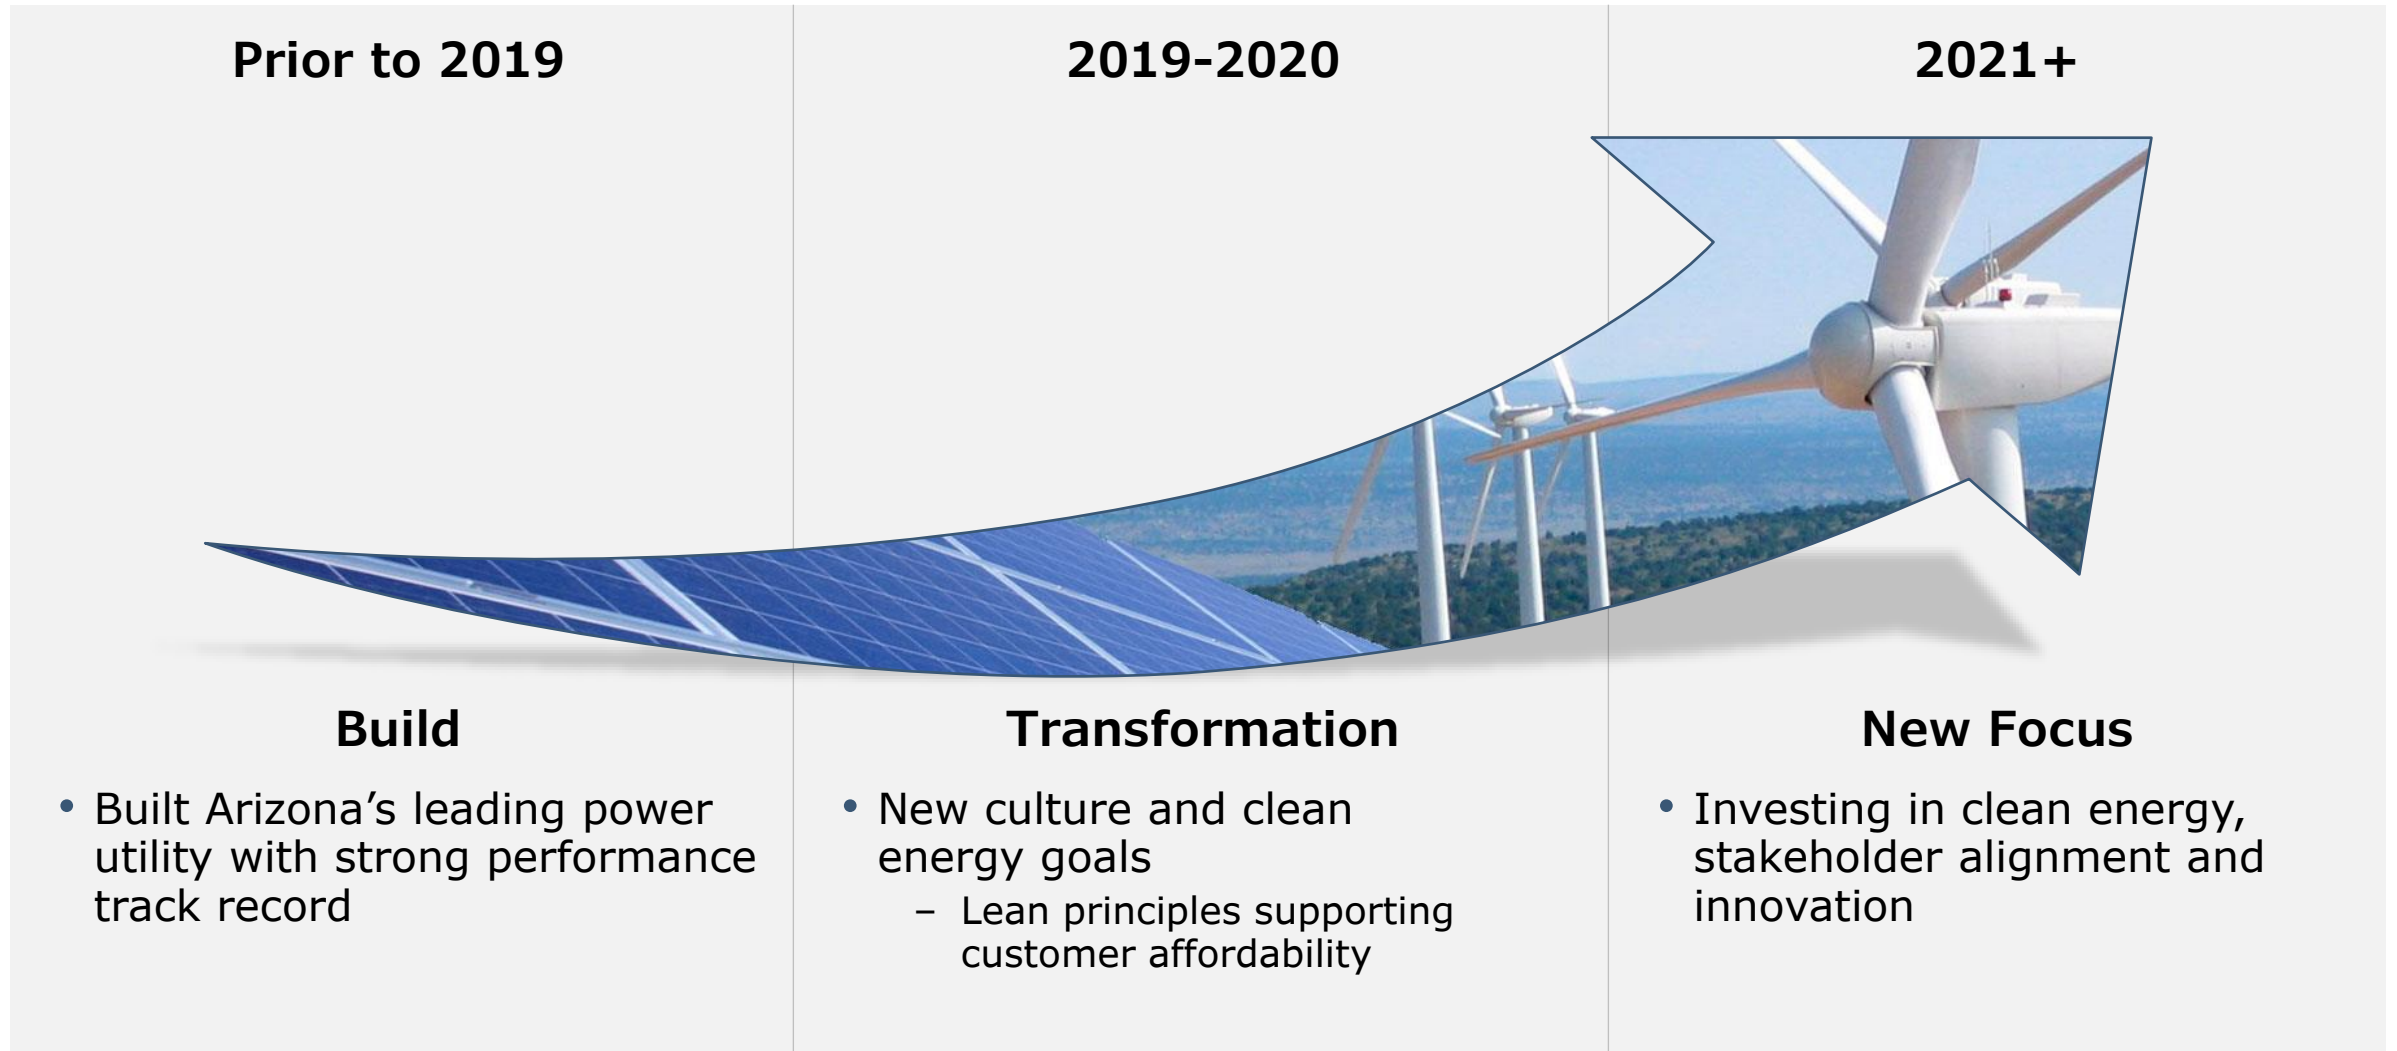 Prior to 2019
2019-2020
2021+
Build
• Built Arizona’s leading power
utility with strong performance
track record
Transformation
• New culture and clean
energy goals
– Lean principles supporting
customer affordability
New Focus
• Investing in clean energy,
stakeholder alignment and
innovation